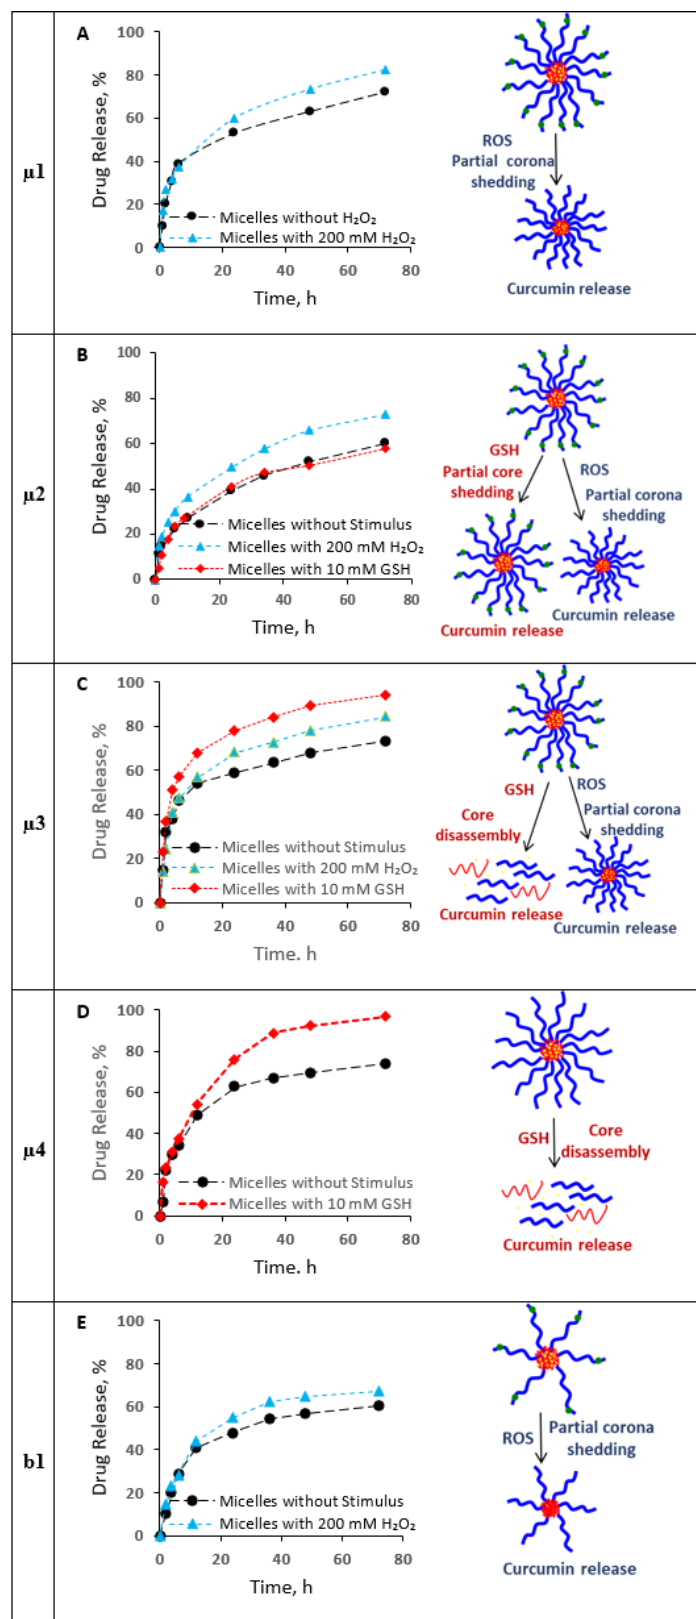 μ1
A
Drug Release, %
100
80
60
40
20
0
Micelles without H₂O₂
Micelles with 200 mM H₂O₂
0 20 40 60 80
Time, h
ROS
Partial corona
shedding
Curcumin release
μ2
B
Drug Release, %
100
80
60
40
20
0
Micelles without Stimulus
Micelles with 200 mM H₂O₂
Micelles with 10 mM GSH
0 20 40 60 80
Time, h
GSH
Partial core
shedding
ROS
Partial corona
shedding
Curcumin release
Curcumin release
μ3
C
Drug Release, %
100
80
60
40
20
0
Micelles without Stimulus
Micelles with 200 mM H₂O₂
Micelles with 10 mM GSH
0 20 40 60 80
Time. h
GSH
Core
disassembly
ROS
Partial corona
shedding
Curcumin release
Curcumin release
μ4
D
Drug Release, %
100
80
60
40
20
0
Micelles without Stimulus
Micelles with 10 mM GSH
0 20 40 60 80
Time. h
GSH
Core
disassembly
Curcumin release
b1
E
Drug Release, %
100
80
60
40
20
0
Micelles without Stimulus
Micelles with 200 mM H₂O₂
0 20 40 60 80
Time, h
ROS
Partial corona
shedding
Curcumin release